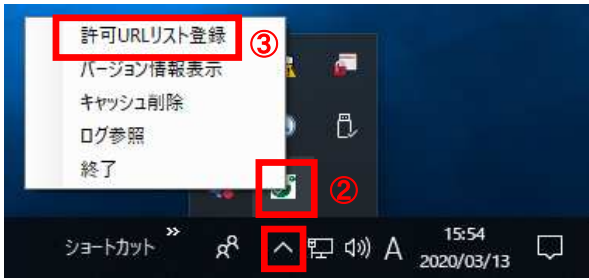 許可URLリスト登録
③
バージョン情報表示
キャッシュ削除
ログ参照
終了
②
ショートカット
»
A
15:54
2020/03/13